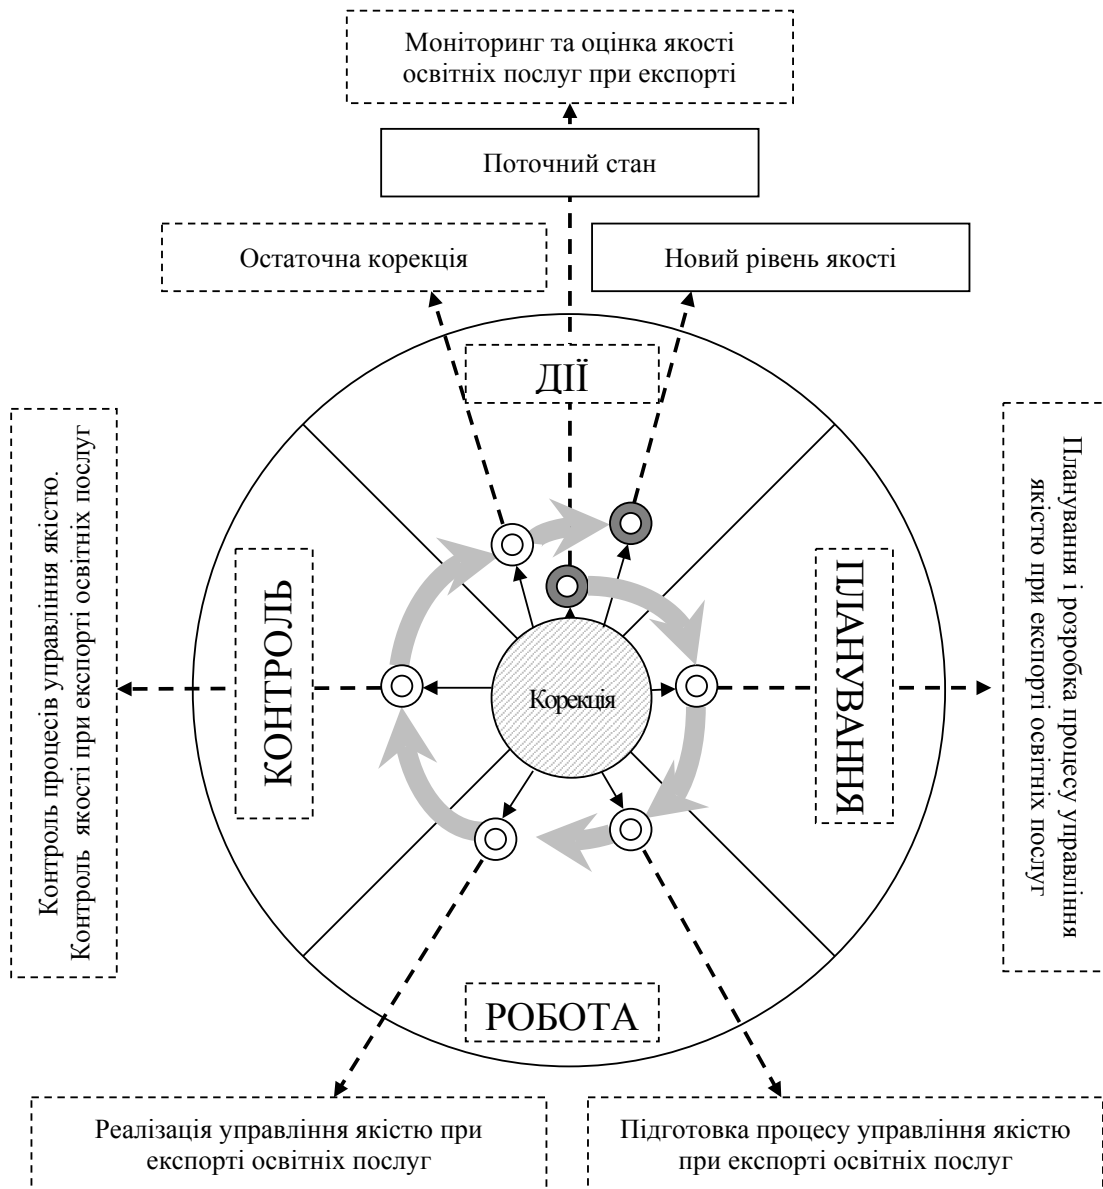 Моніторинг та оцінка якості
освітніх послуг при експорті
Поточний стан
Остаточна корекція
Новий рівень якості
ДІЇ
Контроль процесів управління якістю.
Контроль якості при експорті освітніх послуг
КОНТРОЛЬ
Корекція
ПЛАНУВАННЯ
Планування і розробка процесу управління
якістю при експорті освітніх послуг
РОБОТА
Реалізація управління якістю при
експорті освітніх послуг
Підготовка процесу управління якістю
при експорті освітніх послуг